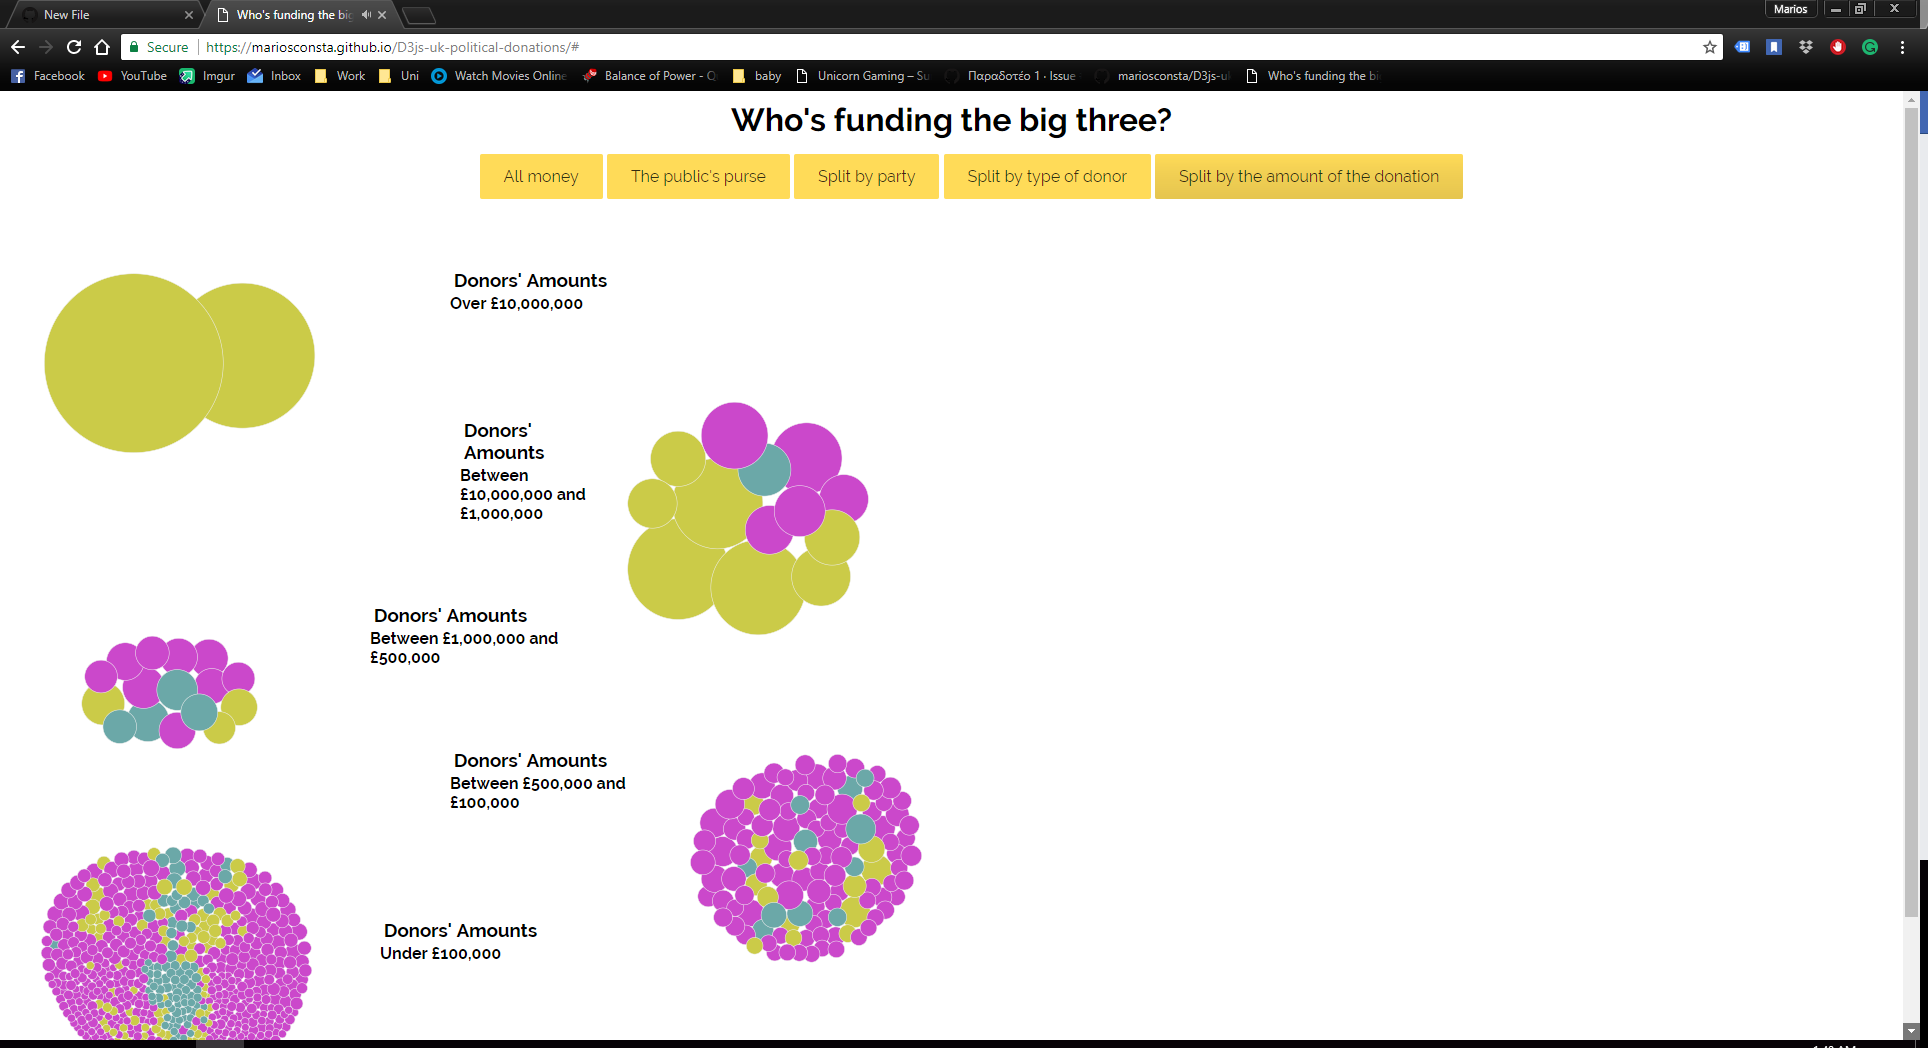 New File
Who's funding the big
Marios
Secure
https://mariosconsta.github.io/D3js-uk-political-donations/#
Facebook
YouTube
Imgur
Inbox
Work
Uni
Watch Movies Online
Balance of Power -
baby
Unicorn Gaming –
Παραδοτέο 1 · Issue
mariosconsta/D3js-u
Who's funding the bi
Who's funding the big three?
All money
The public's purse
Split by party
Split by type of donor
Split by the amount of the donation
Donors' Amounts
Over £10,000,000
Donors'
Amounts
Between
£10,000,000 and
£1,000,000
Donors' Amounts
Between £1,000,000 and
£500,000
Donors' Amounts
Between £500,000 and
£100,000
Donors' Amounts
Under £100,000